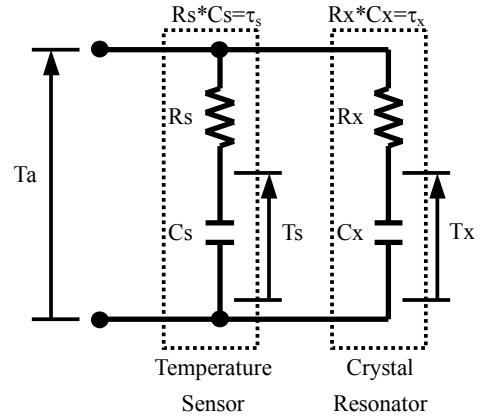 Rs*Cs=τs
Rx*Cx=τx
Rs
Rx
Ta
Cs
Ts
Cx
Tx
Temperature
Sensor
Crystal
Resonator